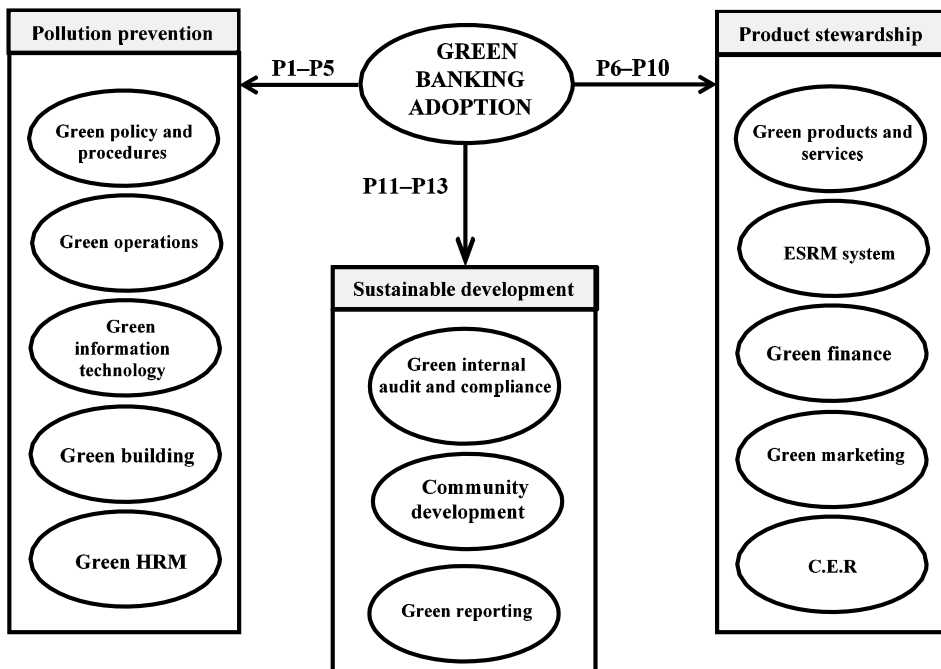 Pollution prevention
Green policy and
procedures
Green operations
Green
information
technology
Green building
Green HRM
P1–P5
GREEN
BANKING
ADOPTION
P6–P10
P11–P13
Sustainable development
Green internal
audit and compliance
Community
development
Green reporting
Product stewardship
Green products and
services
ESRM system
Green finance
Green marketing
C.E.R